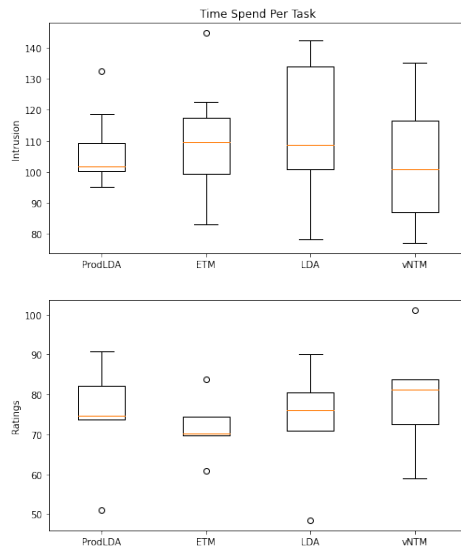 Time Spend Per Task
140
130
120
110
100
90
80
Intrusion
ProdLDA ETM LDA vNTM
100
90
80
70
60
50
Ratings
ProdLDA ETM LDA vNTM